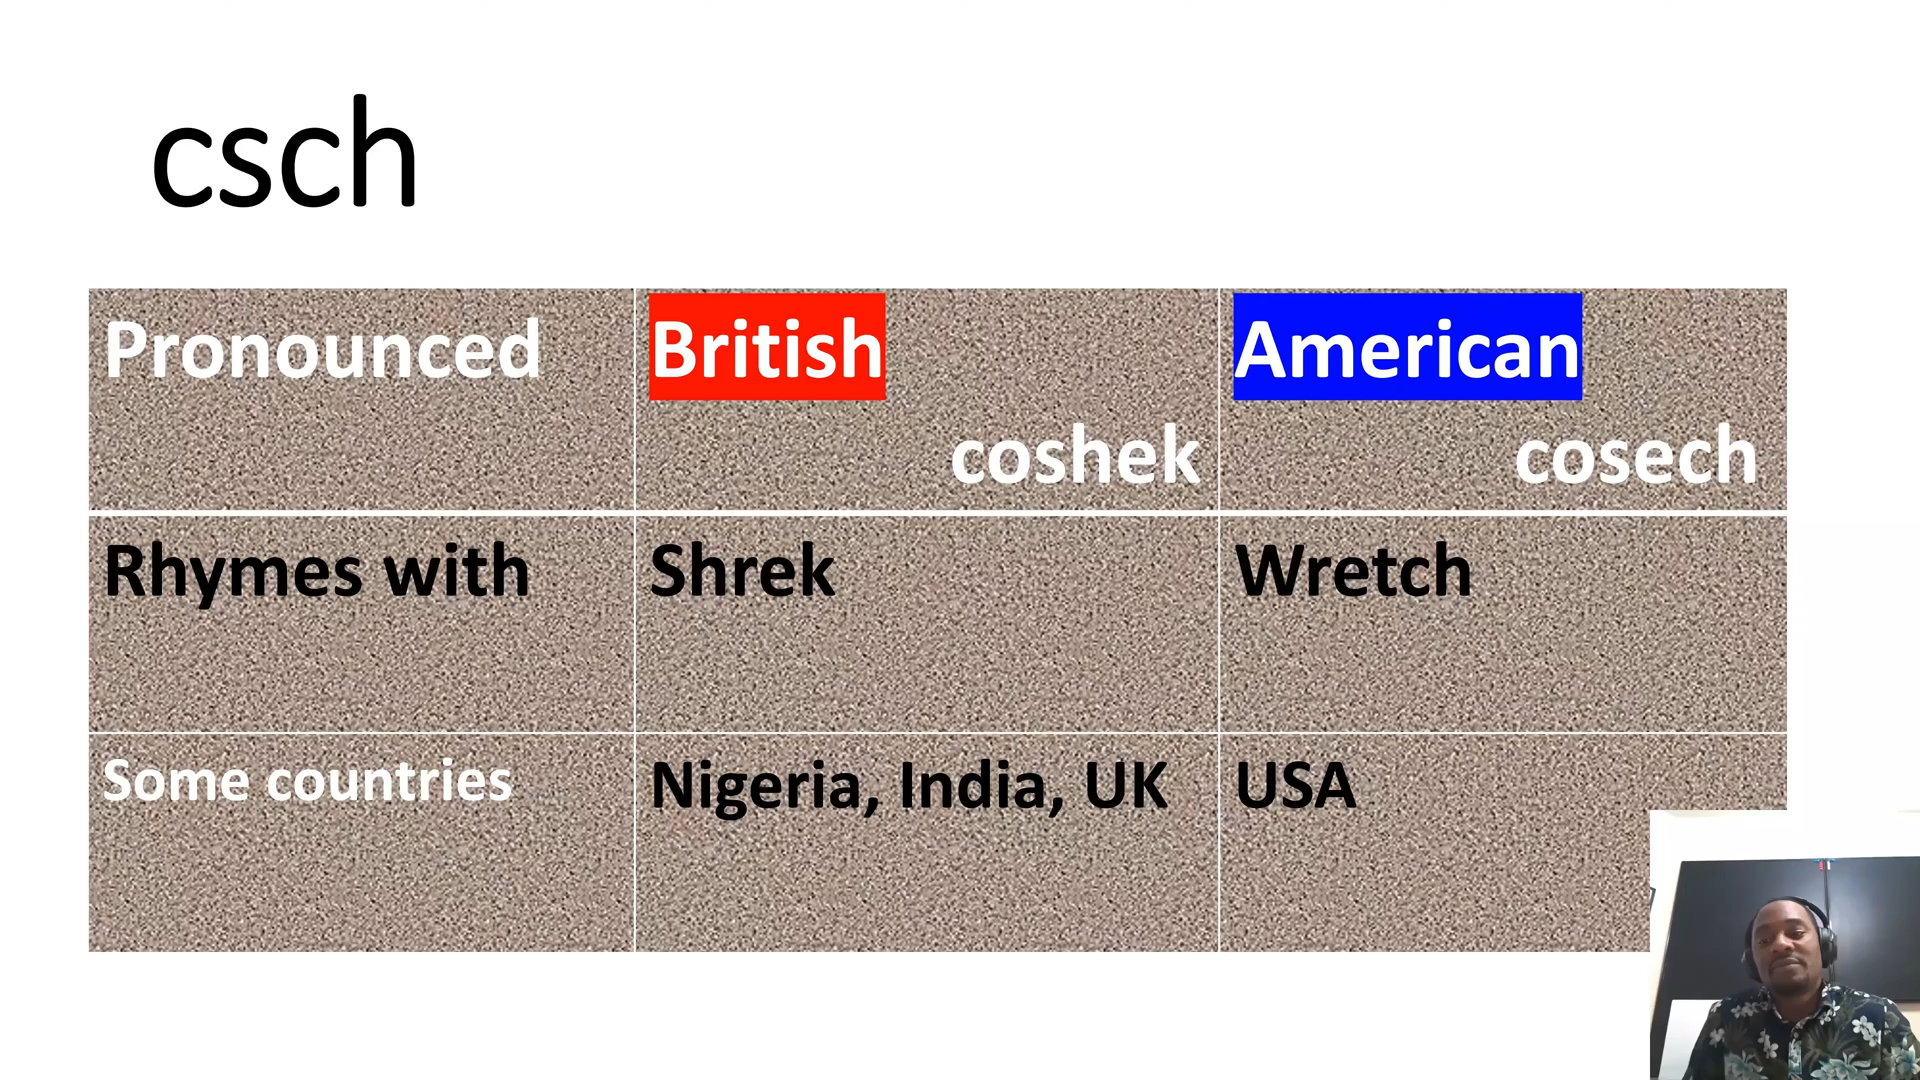 csch
Pronounced
British
coshek
American
cosech
Rhymes with
Shrek
Wretch
Some countries
Nigeria, India, UK
USA